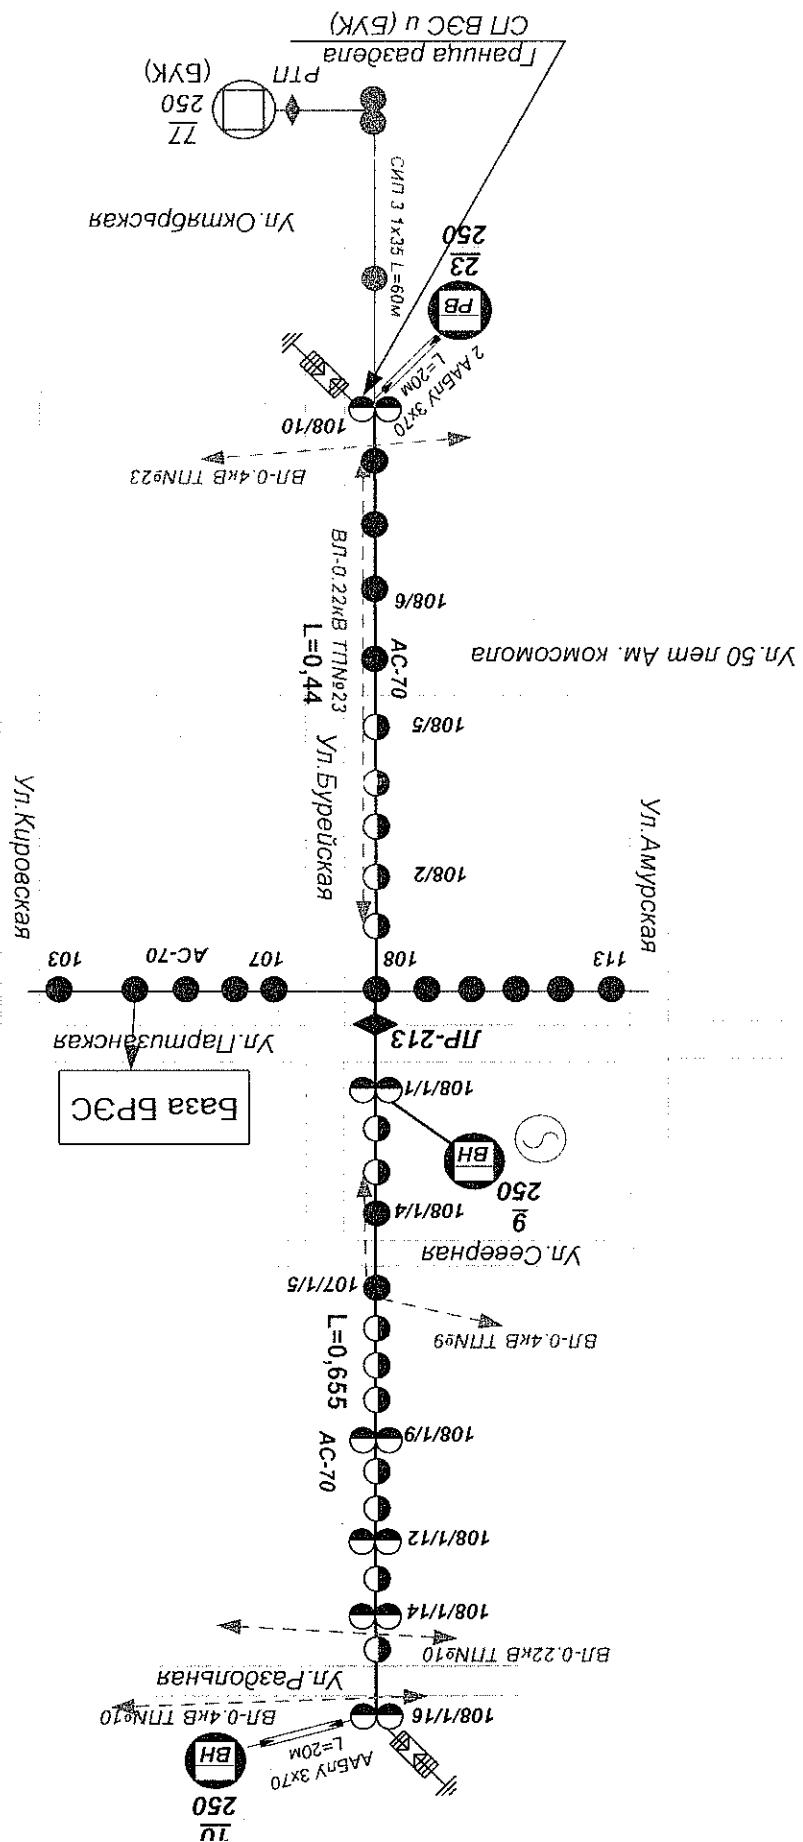 10
250
ВН
ААБлУ 3х70
L=20м
108/1/16
ВЛ-0.4кВ ТП№10
Ул.Раздольная
ВЛ-0.22кВ ТП№10
108/1/14
108/1/12
АС-70
108/1/9
L=0,655
ВЛ-0.4кВ ТП№9
107/1/5
Ул.Северная
108/1/4
9
250
ВН
108/1/1
База БРЭС
ЛР-213
Ул.Партизанская
113
108
107
АС-70
103
Ул.Амурская
Ул.Кировская
108/2
Ул.Бурейская
108/5
АС-70
L=0,44
ВЛ-0.22кВ ТП№23
Ул.50 лет Ам. комсомола
108/6
ВЛ-0.4кВ ТП№23
108/10
2 ААБлУ 3х70
L=20м
РВ
23
250
СИП 3 1х35 L=60м
Ул.Октябрьская
77
250
(БУК)
РТП
Граница раздела
СП ВЭС и (БУК)